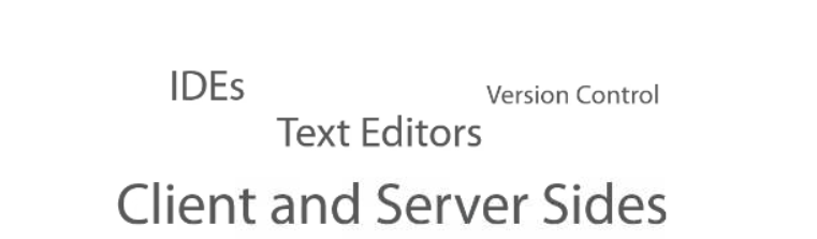 IDEs
Version Control
Text Editors
Client and Server Sides